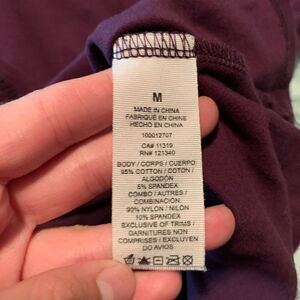 M
MADE IN CHINA
FABRIQUÉ EN CHINE
HECHO EN CHINA
100012707
CA# 11319
RN# 121340
BODY / CORPS / CUERPO
95% COTTON / COTON /
ALGODÓN
5% SPANDEX
COMBO / AUTRES /
COMBINACIÓN
90% NYLON / NILÓN
10% SPANDEX
EXCLUSIVE OF TRIMS /
GARNITURES NON
COMPRISES / EXCLUYEN
DO AVIOS